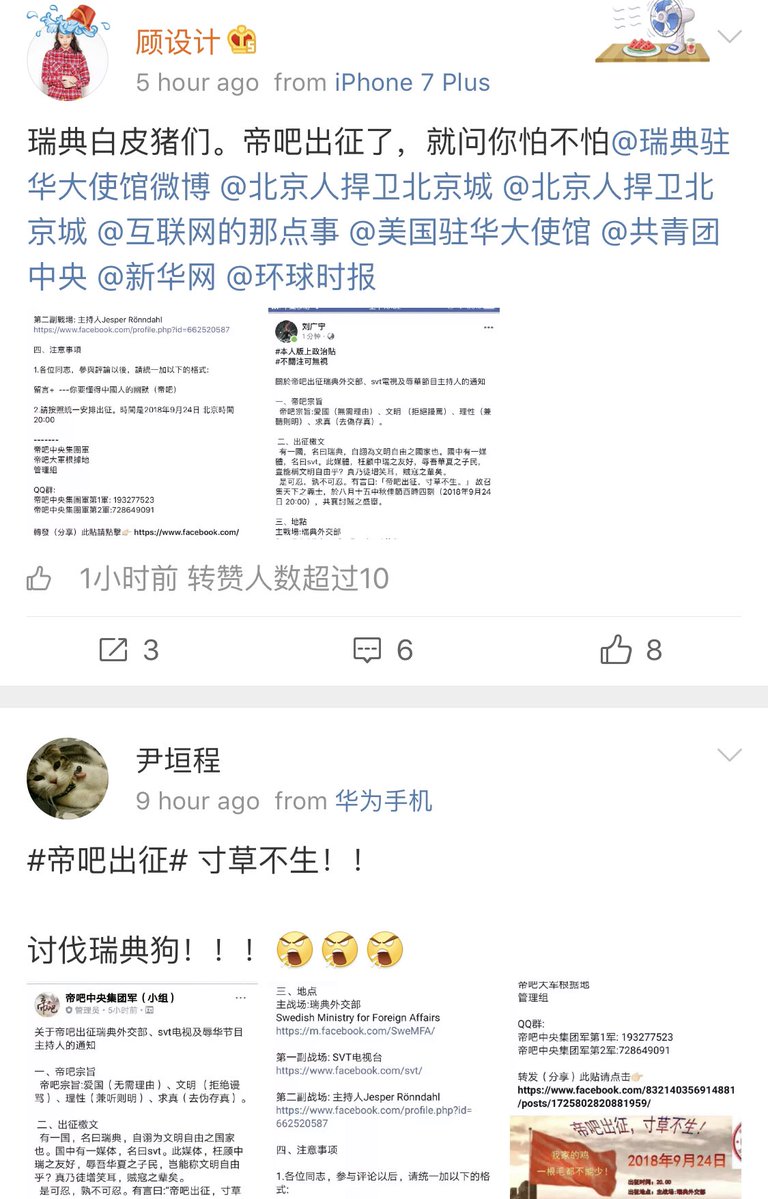 顾设计
5 hour ago from iPhone 7 Plus
瑞典白皮猪们。帝吧出征了，就问你怕不怕@瑞典驻
华大使馆微博 @北京人捍卫北京城 @北京人捍卫北
京城 @互联网的那点事 @美国驻华大使馆 @共青团
中央 @新华网 @环球时报
第二副戰場: 主持人Jesper Rönndahl
https://www.facebook.com/profile.php?id=662520587
四、注意事项
1.各位同志，參與評論以後，請統一加以下的格式:
留言+ ---你要懂得中國人的幽默（帝吧）
2.請按照統一安排出征。時間是2018年9月24日 北京時間
20:00
-------
帝吧中央集團軍
帝吧大軍根據地
管理組
QQ群:
帝吧中央集團軍第1軍: 193277523
帝吧中央集團軍第2軍:728649091
轉發（分享）此貼請點擊👉 https://www.facebook.com/
刘广宁
1分钟
#本人版上政治貼
#不關注可無視
關於帝吧出征瑞典外交部、svt電視及辱華節目主持人的通知
一、帝吧宗旨
帝吧宗旨:愛國（無需理由）、文明（拒絕謾罵）、理性（兼
聽則明）、求真（去偽存真）。
二、出征檄文
有一國，名曰瑞典，自詡為文明自由之國家也。國中有一媒
體，名曰svt。此媒體，枉顧中瑞之友好，辱吾華夏之子民，
豈能稱文明自由乎？真乃徒增笑耳，賊寇之輩矣。
是可忍，孰不可忍。有言曰:「帝吧出征、寸草不生。」故召
集天下之義士，於八月十五中秋佳節酉時四刻（2018年9月24
日 20:00），共襄討賊之盛舉。
三、地點
主戰場:瑞典外交部
1小时前 转赞人数超过10
3
6
8
尹垣程
9 hour ago from 华为手机
#帝吧出征# 寸草不生！！
讨伐瑞典狗！！！
帝吧中央集团军（小组）
管理员 · 5小时前
关于帝吧出征瑞典外交部、svt电视及辱华节目
主持人的通知
一、帝吧宗旨
帝吧宗旨:爱国（无需理由）、文明（拒绝谩
骂）、理性（兼听则明）、求真（去伪存真）。
二、出征檄文
有一国，名曰瑞典，自诩为文明自由之国家
也。国中有一媒体，名曰svt。此媒体，枉顾中
瑞之友好，辱吾华夏之子民，岂能称文明自由
乎？真乃徒增笑耳，贼寇之辈矣。
是可忍，孰不可忍。有言曰:"帝吧出征，寸草
三、地点
主战场:瑞典外交部
Swedish Ministry for Foreign Affairs
https://m.facebook.com/SweMFA/
第一副战场: SVT电视台
https://www.facebook.com/svt/
第二副战场: 主持人Jesper Rönndahl
https://www.facebook.com/profile.php?id=
662520587
四、注意事项
1.各位同志，参与评论以后，请统一加以下的格
式:
帝吧大军根据地
管理组
QQ群:
帝吧中央集团军第1军: 193277523
帝吧中央集团军第2军:728649091
转发（分享）此贴请点击👉
https://www.facebook.com/832140356914881
/posts/1725802820881959/
帝吧出征，寸草不生！
我家的鸡
一根毛都不能少！
2018年9月24日
出征时间: 20.00
出征地点: 主战场:瑞典外交部